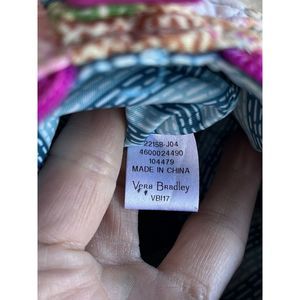 22158-J04
4600024490
104479
MADE IN CHINA
Vera Bradley
VB117